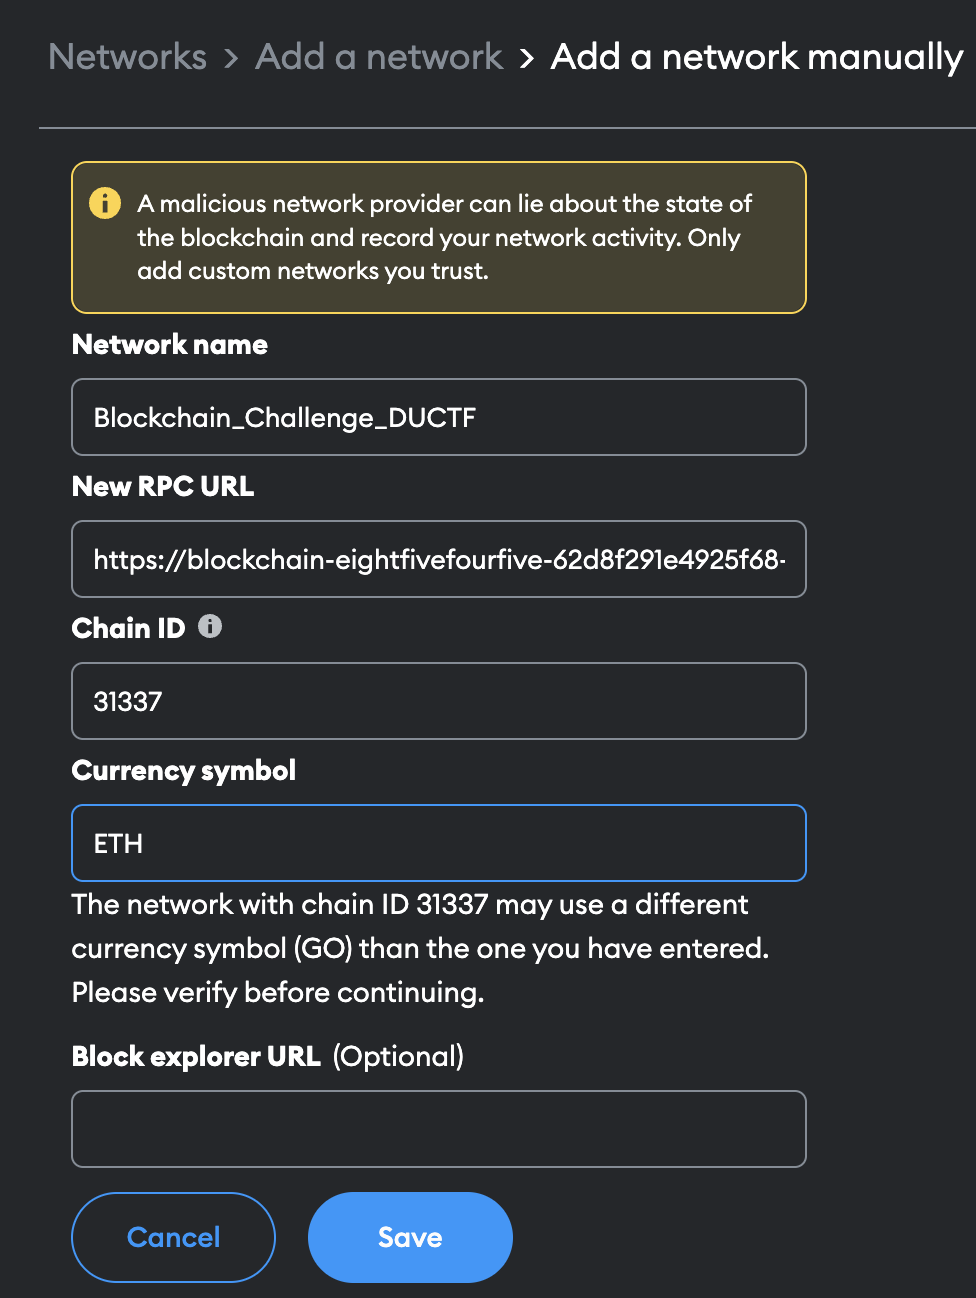 Networks > Add a network > Add a network manually
A malicious network provider can lie about the state of
the blockchain and record your network activity. Only
add custom networks you trust.
Network name
Blockchain_Challenge_DUCTF
New RPC URL
https://blockchain-eightfivefourfive-62d8f291e4925f68-
Chain ID
31337
Currency symbol
ETH
The network with chain ID 31337 may use a different
currency symbol (GO) than the one you have entered.
Please verify before continuing.
Block explorer URL (Optional)
Cancel Save